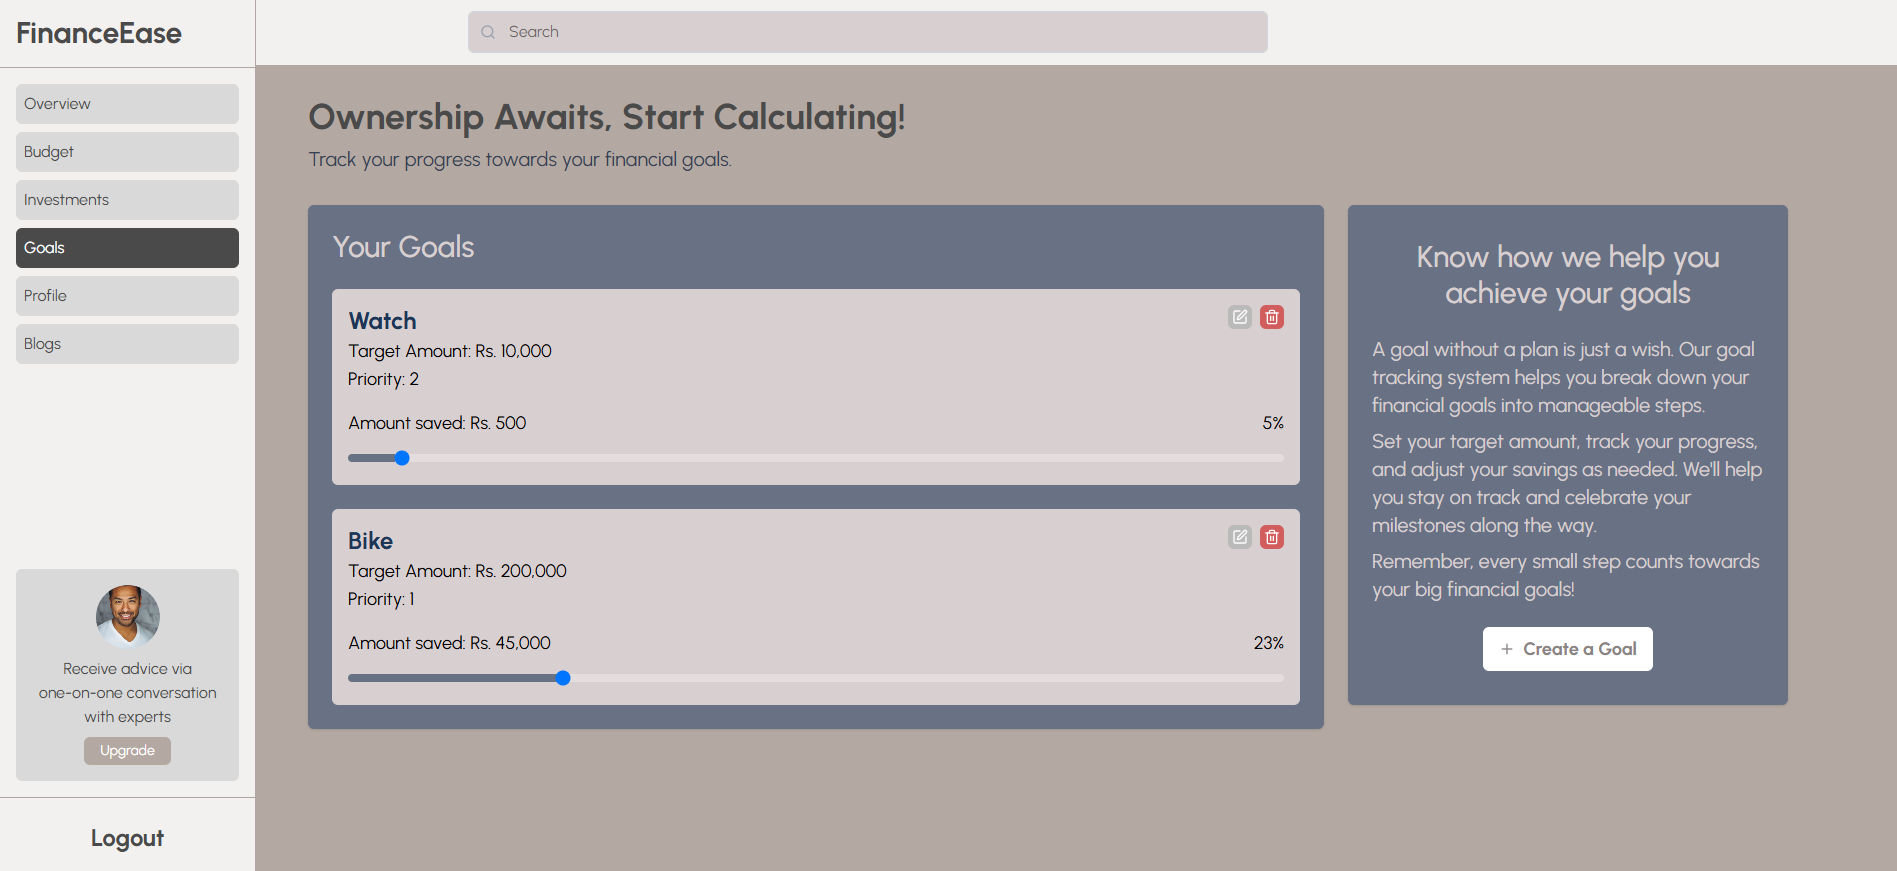 FinanceEase
Search
Overview
Budget
Investments
Goals
Profile
Blogs
Receive advice via
one-on-one conversation
with experts
Upgrade
Logout
Ownership Awaits, Start Calculating!
Track your progress towards your financial goals.
Your Goals
Watch
Target Amount: Rs. 10,000
Priority: 2
Amount saved: Rs. 500
5%
Bike
Target Amount: Rs. 200,000
Priority: 1
Amount saved: Rs. 45,000
23%
Know how we help you
achieve your goals
A goal without a plan is just a wish. Our goal
tracking system helps you break down your
financial goals into manageable steps.
Set your target amount, track your progress,
and adjust your savings as needed. We'll help
you stay on track and celebrate your
milestones along the way.
Remember, every small step counts towards
your big financial goals!
+ Create a Goal